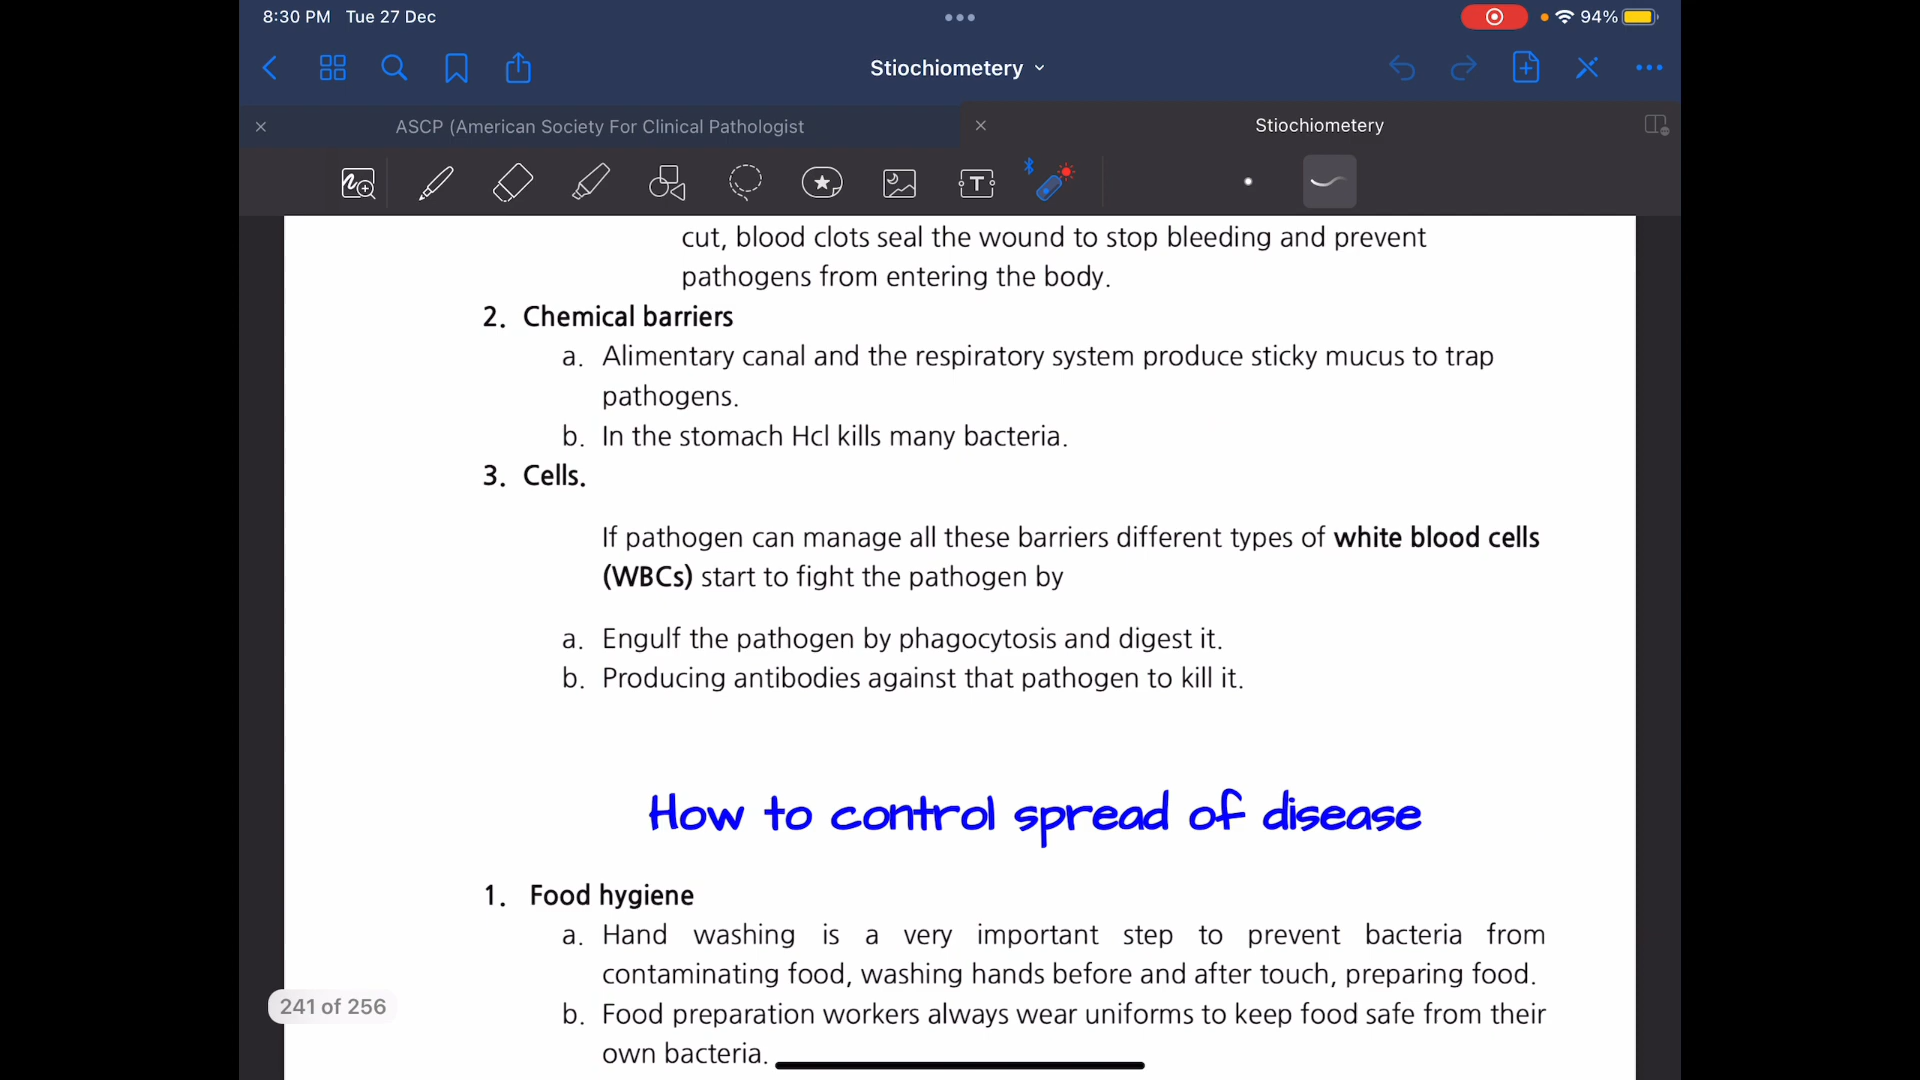 8:30 PM Tue 27 Dec
94%
Stiochiometery
ASCP (American Society For Clinical Pathologist
Stiochiometery
cut, blood clots seal the wound to stop bleeding and prevent
pathogens from entering the body.
2. Chemical barriers
a. Alimentary canal and the respiratory system produce sticky mucus to trap
pathogens.
b. In the stomach Hcl kills many bacteria.
3. Cells.
If pathogen can manage all these barriers different types of white blood cells
(WBCs) start to fight the pathogen by
a. Engulf the pathogen by phagocytosis and digest it.
b. Producing antibodies against that pathogen to kill it.
How to control spread of disease
1. Food hygiene
a. Hand washing is a very important step to prevent bacteria from
contaminating food, washing hands before and after touch, preparing food.
241 of 256
b. Food preparation workers always wear uniforms to keep food safe from their
own bacteria.